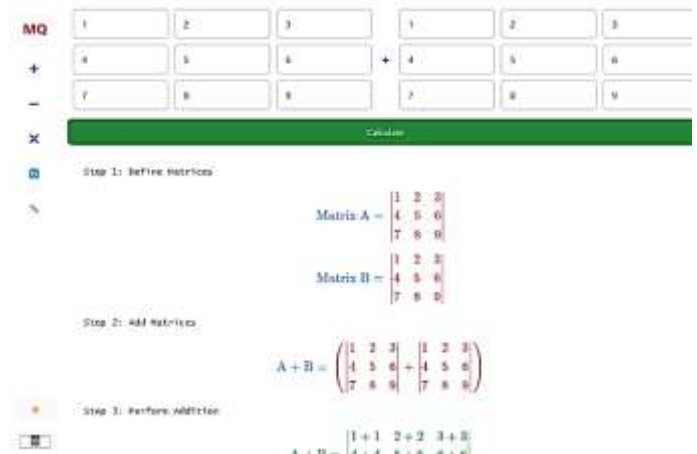 MQ
1 2 3 1 2 3
+
4 5 6 + 4 5 6
−
7 8 9 7 8 9
×
Calculate
Step 1: Define Matrices
Matrix A = |1 2 3|
|4 5 6|
|7 8 9|
Matrix B = |1 2 3|
|4 5 6|
|7 8 9|
Step 2: Add Matrices
A + B = (|1 2 3| + |1 2 3|)
|4 5 6| |4 5 6|
|7 8 9| |7 8 9|
Step 3: Perform Addition
|1 + 1 2 + 2 3 + 3|
A + B =